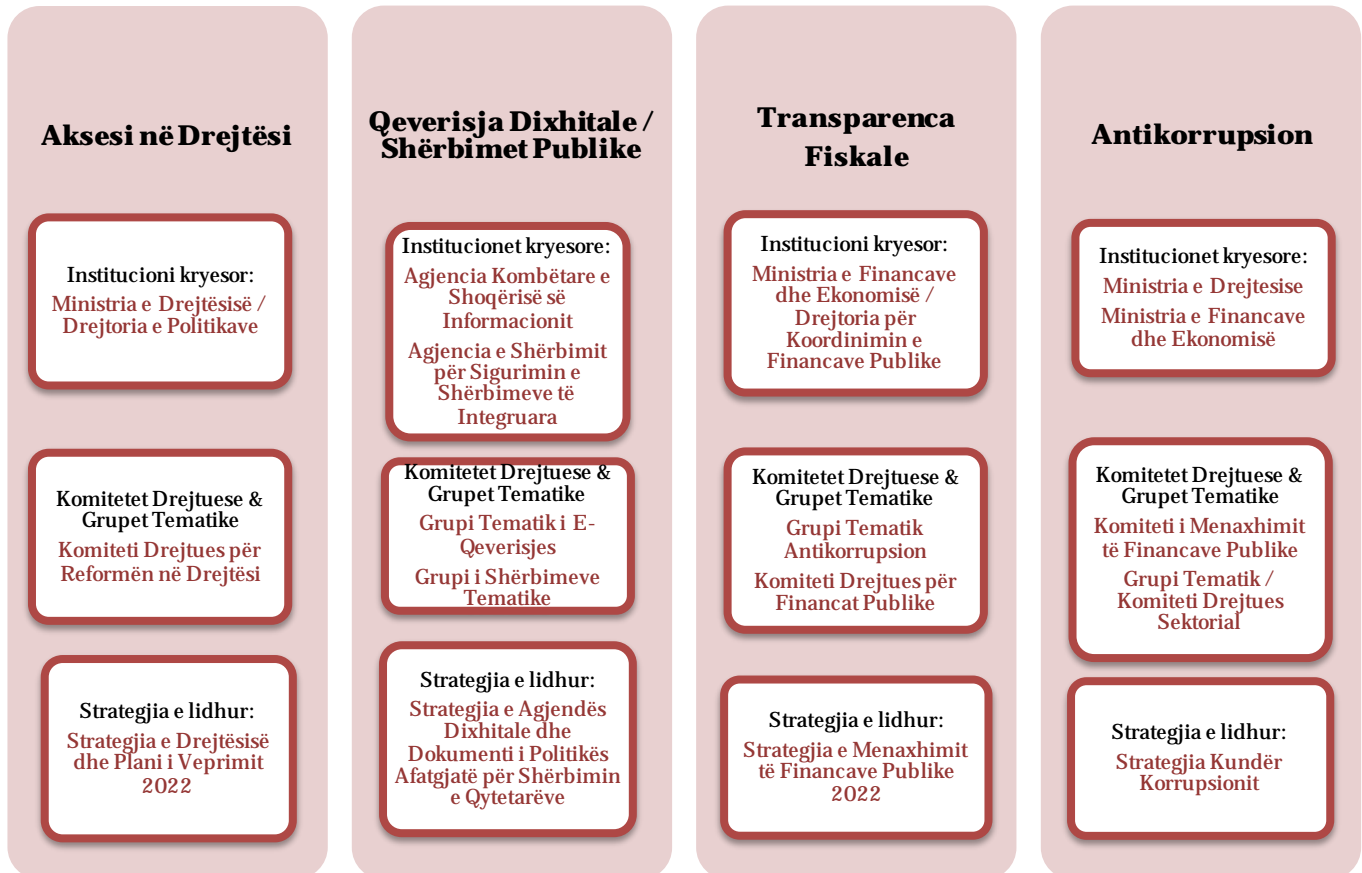 Aksesi në Drejtësi
Institucioni kryesor:
Ministria e Drejtësisë /
Drejtoria e Politikave
Komitetet Drejtuese &
Grupet Tematike
Komiteti Drejtues për
Reformën në Drejtësi
Strategjia e lidhur:
Strategjia e Drejtësisë
dhe Plani i Veprimit
2022
Qeverisja Dixhitale /
Shërbimet Publike
Institucionet kryesore:
Agjencia Kombëtare e
Shoqërisë së
Informacionit
Agjencia e Shërbimit
për Sigurimin e
Shërbimeve të
Integruara
Komitetet Drejtuese &
Grupet Tematike
Grupi Tematik i E-
Qeverisjes
Grupi i Shërbimeve
Tematike
Strategjia e lidhur:
Strategjia e Agjendës
Dixhitale dhe
Dokumenti i Politikës
Afatgjatë për Shërbimin
e Qytetarëve
Transparenca
Fiskale
Institucioni kryesor:
Ministria e Financave
dhe Ekonomisë /
Drejtoria për
Koordinimin e
Financave Publike
Komitetet Drejtuese &
Grupet Tematike
Grupi Tematik
Antikorrupsion
Komiteti Drejtues për
Financat Publike
Strategjia e lidhur:
Strategjia e Menaxhimit
të Financave Publike
2022
Antikorrupsion
Institucionet kryesore:
Ministria e Drejtesise
Ministria e Financave
dhe Ekonomisë
Komitetet Drejtuese &
Grupet Tematike
Komiteti i Menaxhimit
të Financave Publike
Grupi Tematik /
Komiteti Drejtues
Sektorial
Strategjia e lidhur:
Strategjia Kundër
Korrupsionit